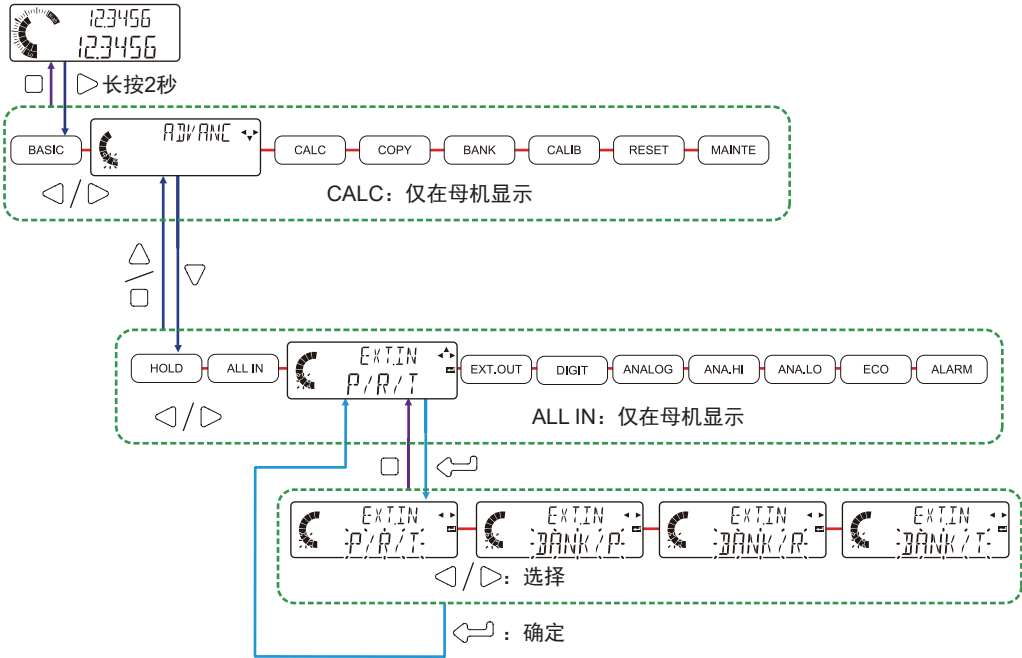 12.3456
12.3456
长按2秒
BASIC ADVANE CALC COPY BANK CALIB RESET MAINTE
CALC：仅在母机显示
HOLD ALL IN EXT.IN P/R/T EXT.OUT DIGIT ANALOG ANA.HI ANA.LO ECO ALARM
ALL IN：仅在母机显示
EXT.IN EXT.IN EXT.IN EXT.IN
P/R/T BANK/P BANK/R BANK/T
/ ：选择
：确定